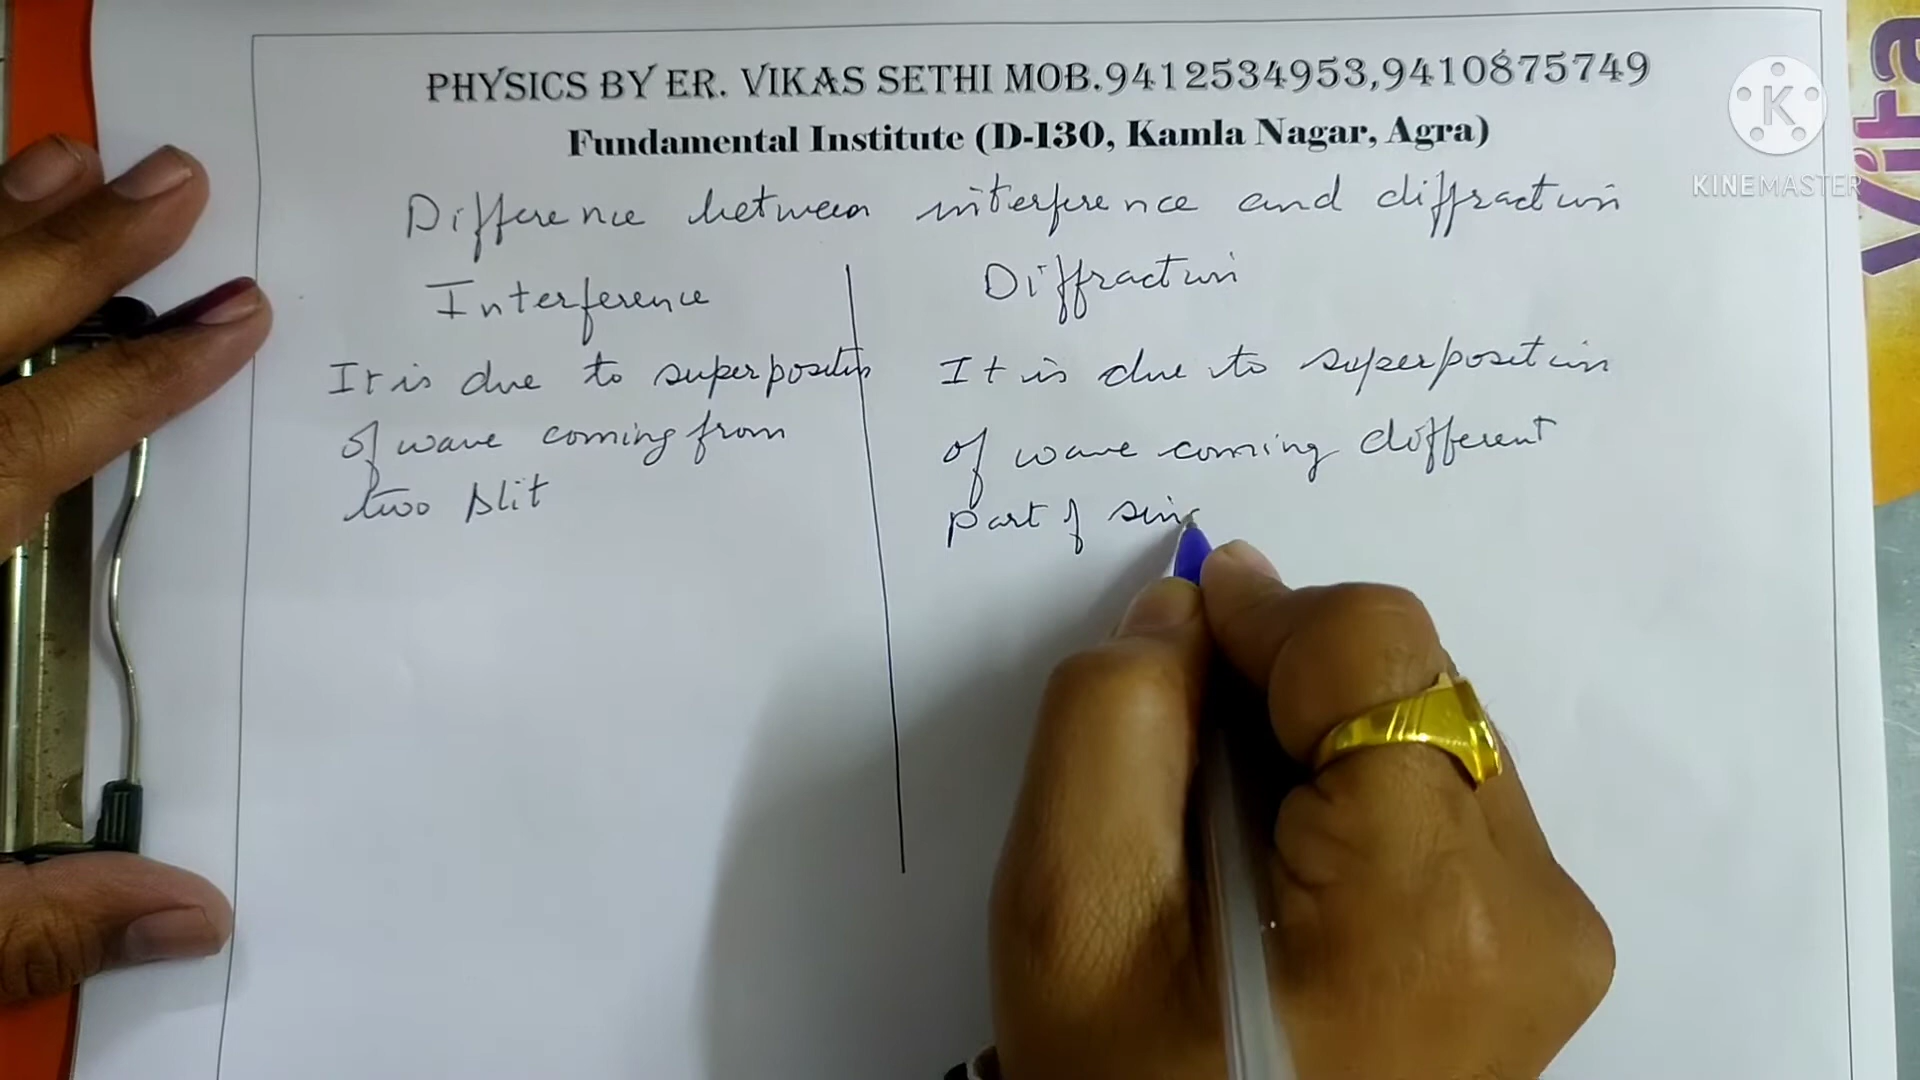 PHYSICS BY ER. VIKAS SETHI MOB.9412534953,9410875749
Fundamental Institute (D-130, Kamla Nagar, Agra)
Difference between interference and diffraction
Interference
It is due to superposition
of wave coming from
two slit
Diffraction
It is due to superposition
of wave coming different
part of sing
K
KINEMASTER
Vita